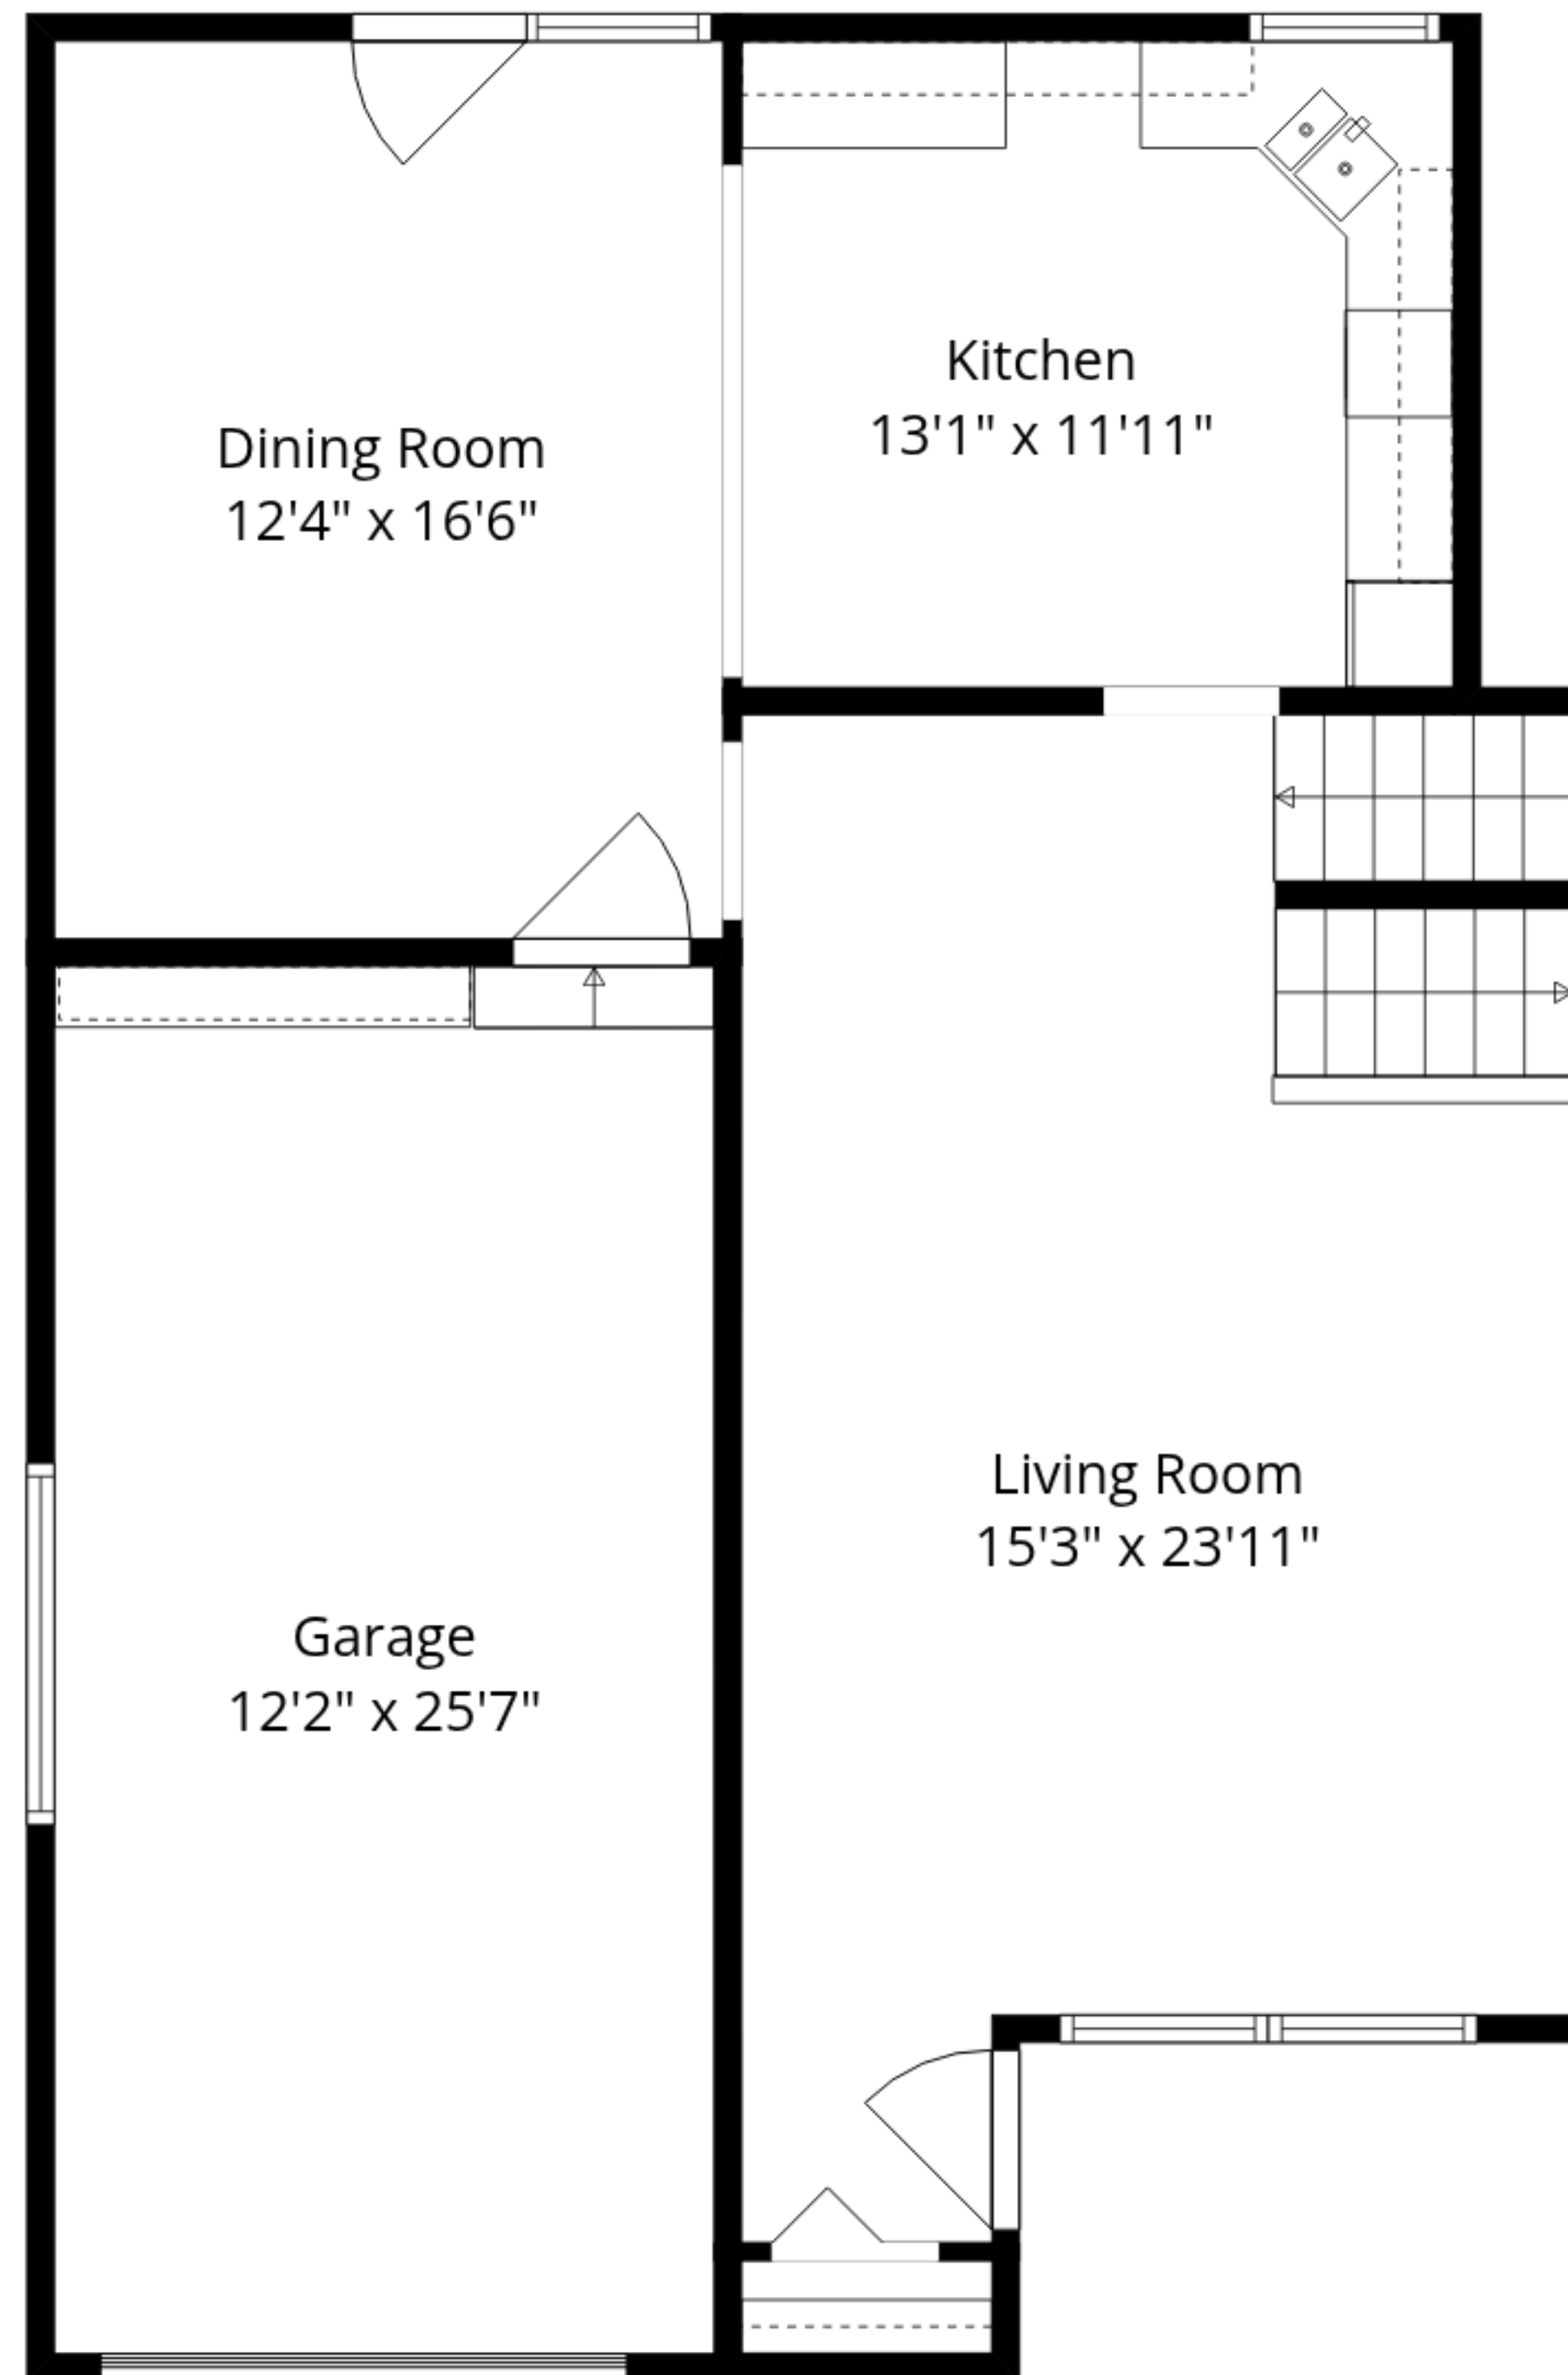 Kitchen
13'1" x 11'11"
Dining Room
12'4" x 16'6"
Living Room
15'3" x 23'11"
Garage
12'2" x 25'7"